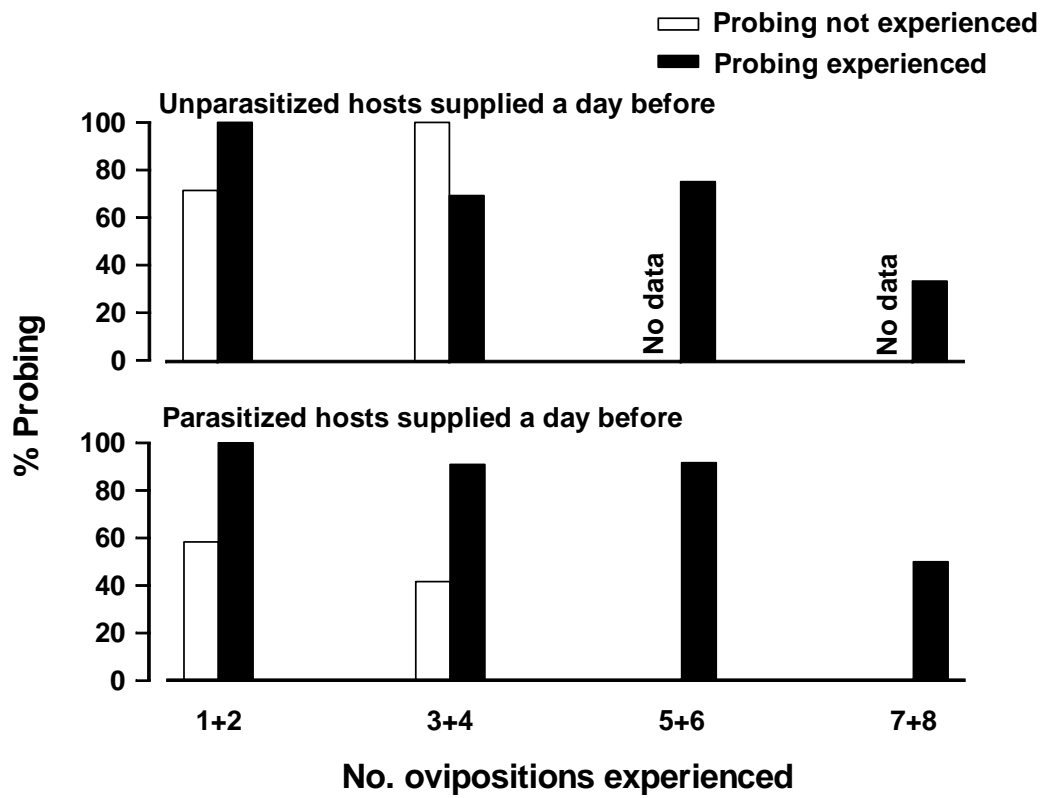 Probing not experienced
Probing experienced
Unparasitized hosts supplied a day before
100
80
60
40
20
0
No data
No data
% Probing
Parasitized hosts supplied a day before
100
80
60
40
20
0
1+2
3+4
5+6
7+8
No. ovipositions experienced